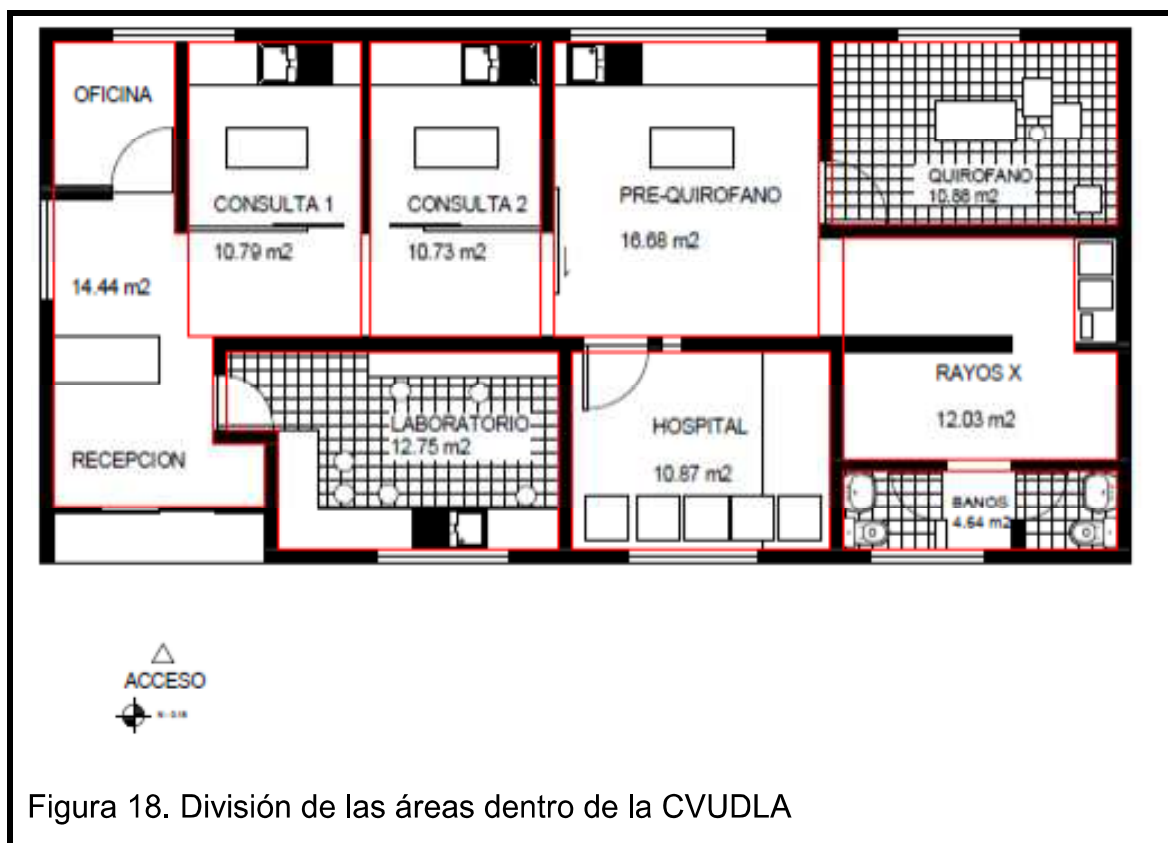 OFICINA
CONSULTA 1
10.79 m2
CONSULTA 2
10.73 m2
PRE-QUIROFANO
16.68 m2
QUIROFANO
10.88 m2
14.44 m2
RECEPCION
LABORATORIO
12.75 m2
HOSPITAL
10.87 m2
RAYOS X
12.03 m2
BANOS
4.64 m2
ACCESO
Figura 18. División de las áreas dentro de la CVUDLA